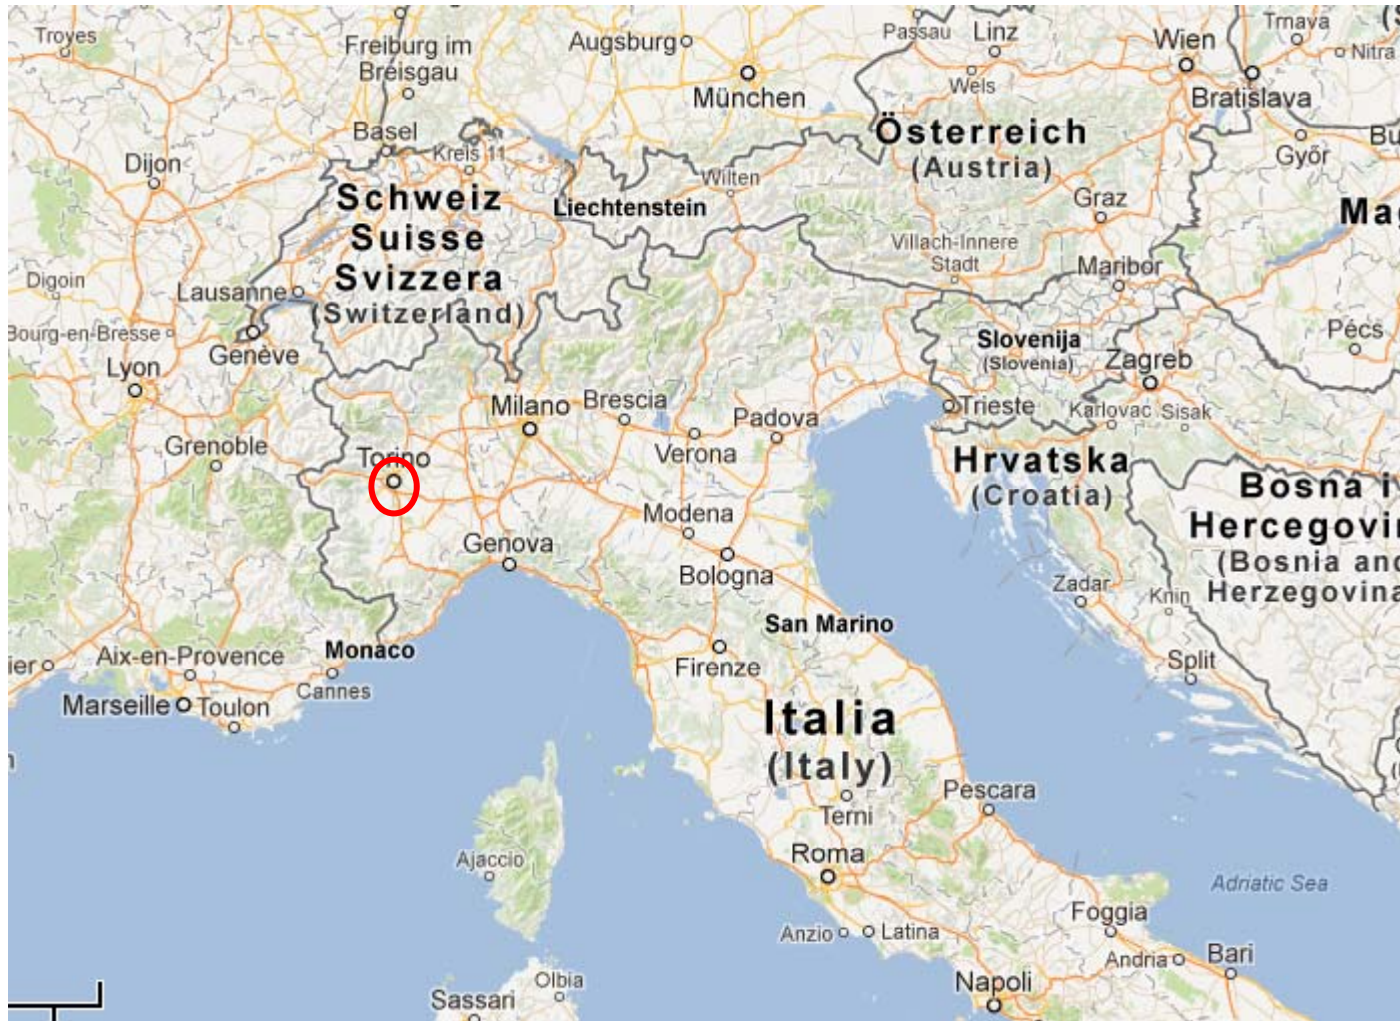 Troyes
Freiburg im
Breisgau
Augsburg
München
Passau
Linz
Wels
Wien
Trnava
Nitra
Bratislava
Basel
Kreis 11
Dijon
Österreich
(Austria)
Győr
Wilten
Schweiz
Suisse
Svizzera
(Switzerland)
Liechtenstein
Graz
Ma
Villach-Innere
Stadt
Maribor
Digoin
Lausanne
Bourg-en-Bresse
Genève
Slovenija
(Slovenia)
Zagreb
Pécs
Lyon
Milano
Brescia
Padova
Trieste
Karlovac
Sisak
Grenoble
Torino
Verona
Hrvatska
(Croatia)
Bosna i
Hercegovin
(Bosnia and
Herzegovina
Modena
Genova
Bologna
Zadar
Knin
San Marino
Monaco
Aix-en-Provence
ier
Cannes
Firenze
Split
Marseille
Toulon
Italia
(Italy)
Pescara
Terni
Roma
Ajaccio
Adriatic Sea
Foggia
Anzio
Latina
Andria
Bari
Olbia
Napoli
Sassari